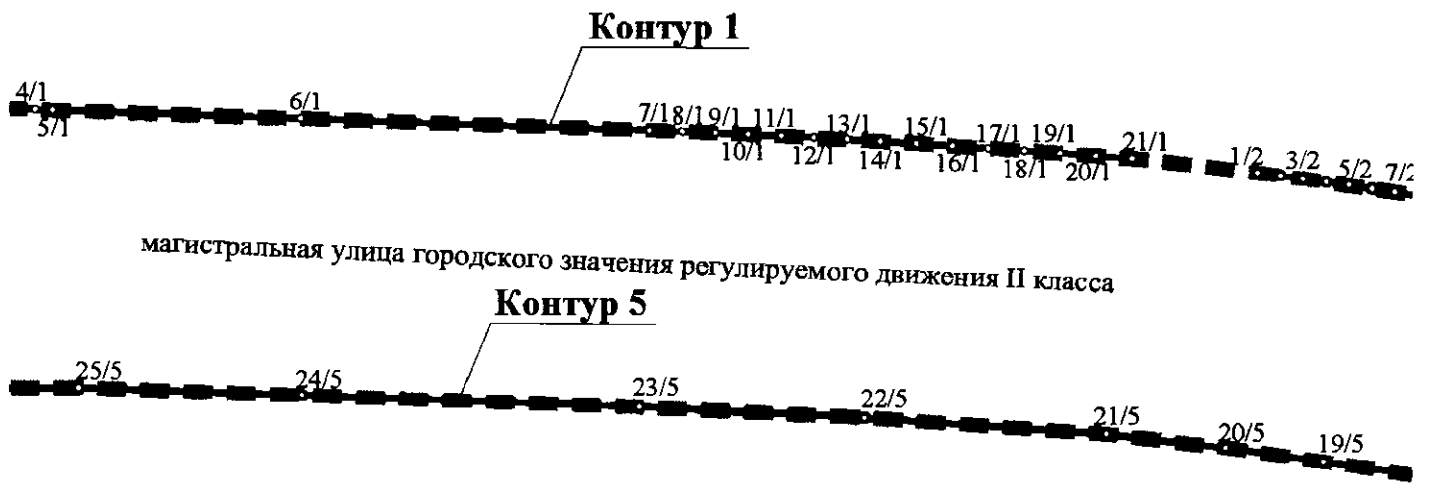 Контур 1
4/1 6/1 7/1 8/1 9/1 11/1 13/1 15/1 17/1 19/1 21/1 1/2 3/2 5/2 7/2
5/1 10/1 12/1 14/1 16/1 18/1 20/1
магистральная улица городского значения регулируемого движения II класса
Контур 5
25/5 24/5 23/5 22/5 21/5 20/5 19/5